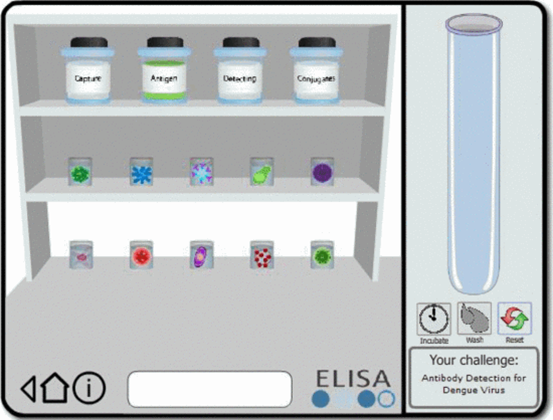 Capture
Antigen
Detecting
Conjugates
Incubate
Wash
Reset
Your challenge:
Antibody Detection for
Dengue Virus
i
ELISA